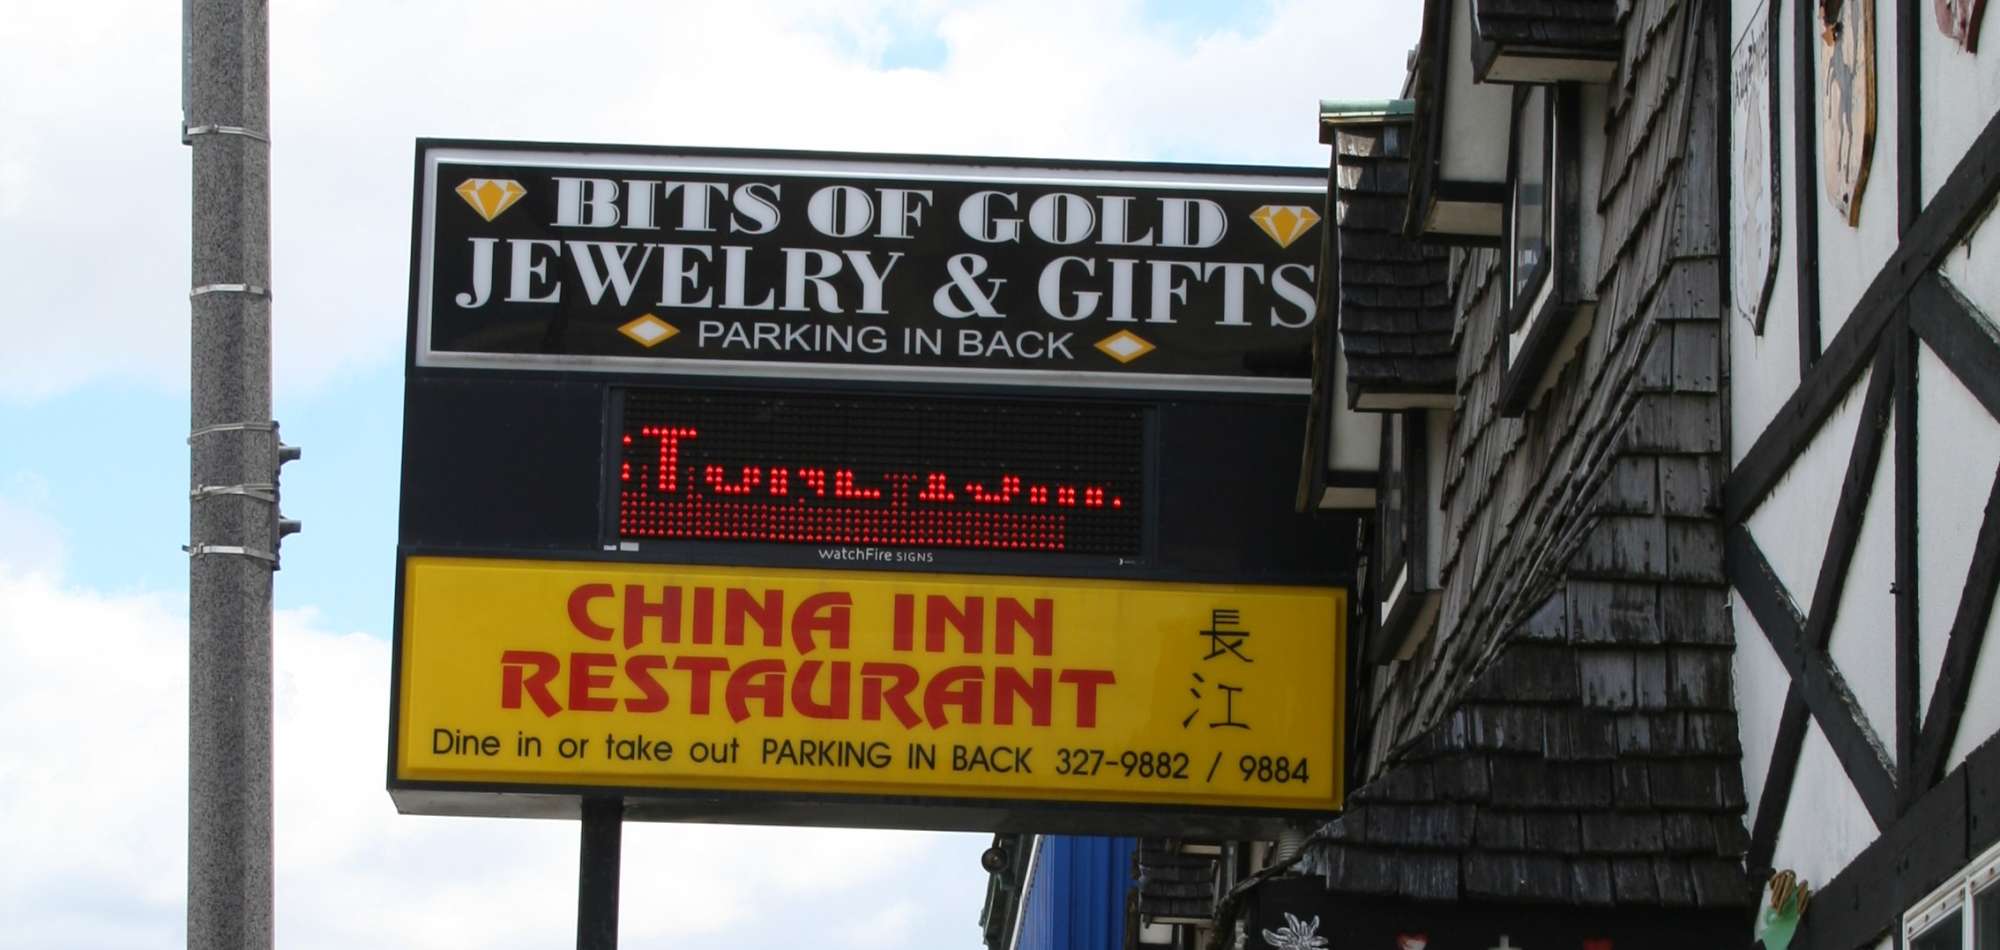 BITS OF GOLD
JEWELRY & GIFTS
PARKING IN BACK
watchFire SIGNS
CHINA INN
RESTAURANT
長江
Dine in or take out PARKING IN BACK 327-9882 / 9884